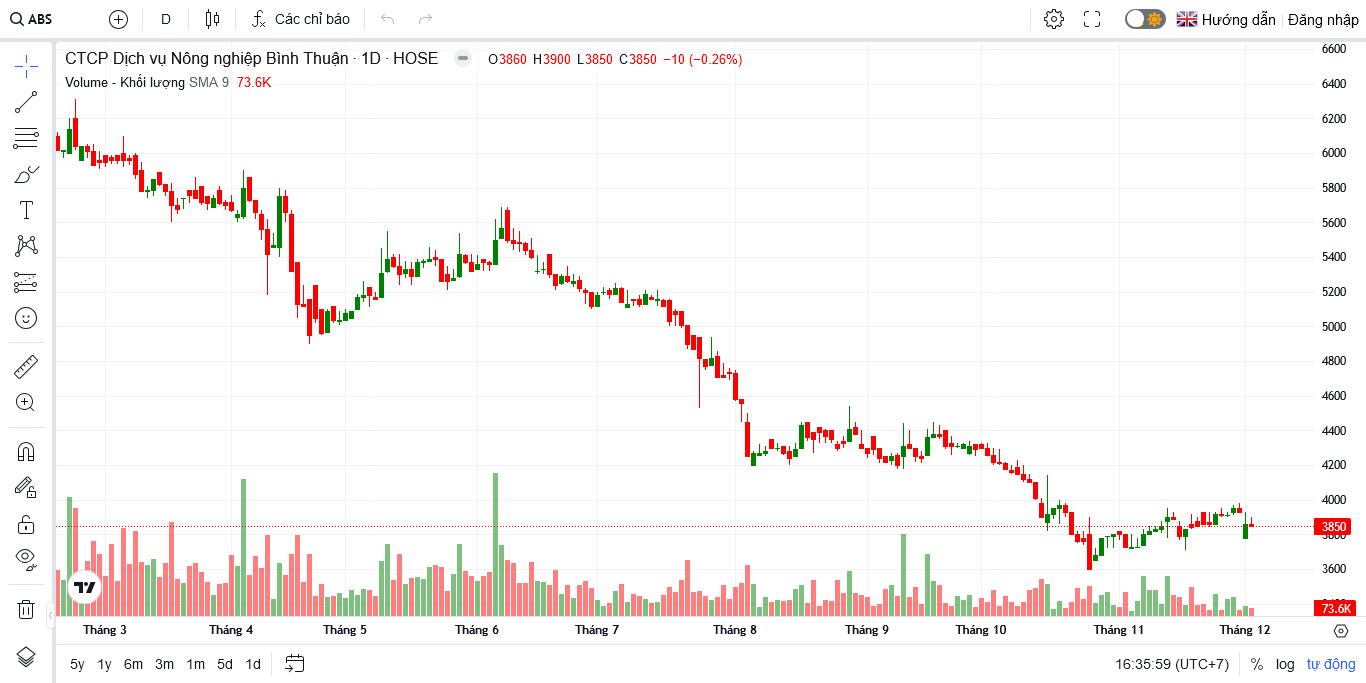 ABS
D
Các chỉ báo
Hướng dẫn
Đăng nhập
CTCP Dịch vụ Nông nghiệp Bình Thuận · 1D · HOSE
O3860 H3900 L3850 C3850 −10 (−0.26%)
Volume - Khối lượng SMA 9 73.6K
6600
6400
6200
6000
5800
5600
5400
5200
5000
4800
4600
4400
4200
4000
3850
3800
3600
73.6K
Tháng 3
Tháng 4
Tháng 5
Tháng 6
Tháng 7
Tháng 8
Tháng 9
Tháng 10
Tháng 11
Tháng 12
5y 1y 6m 3m 1m 5d 1d
16:35:59 (UTC+7)
% log tự động